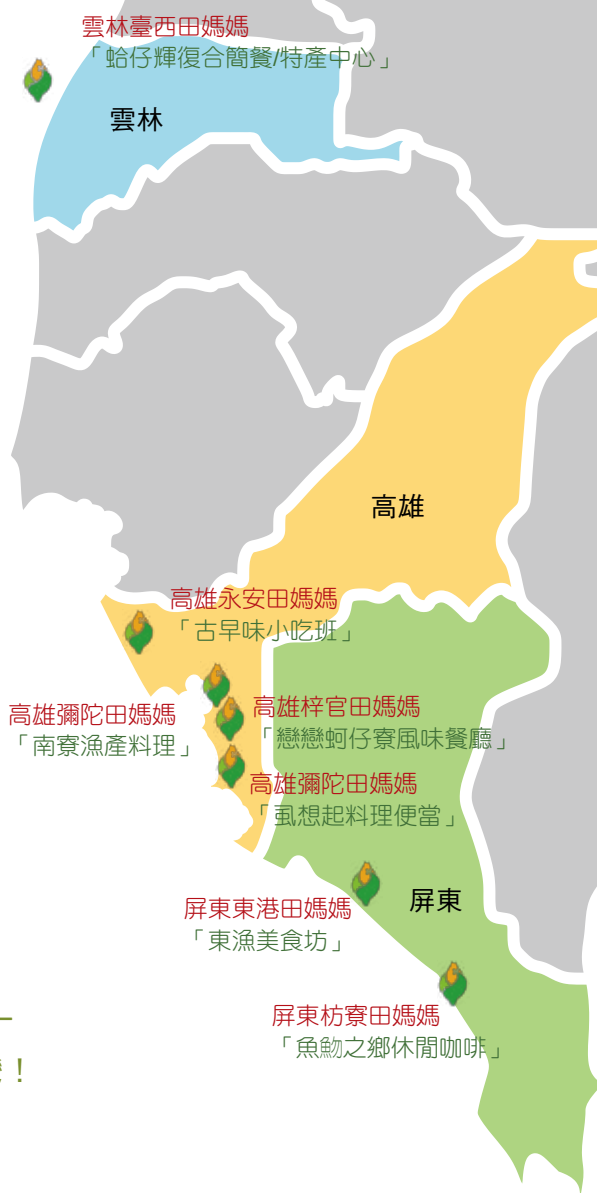 雲林臺西田媽媽
「蛤仔輝復合簡餐/特產中心」
雲林
高雄
高雄永安田媽媽
「古早味小吃班」
高雄彌陀田媽媽
「南寮漁產料理」
高雄梓官田媽媽
「戀戀蚵仔寮風味餐廳」
高雄彌陀田媽媽
「虱想起料理便當」
屏東東港田媽媽
「東漁美食坊」
屏東
屏東枋寮田媽媽
「魚魩之鄉休閒咖啡」
！